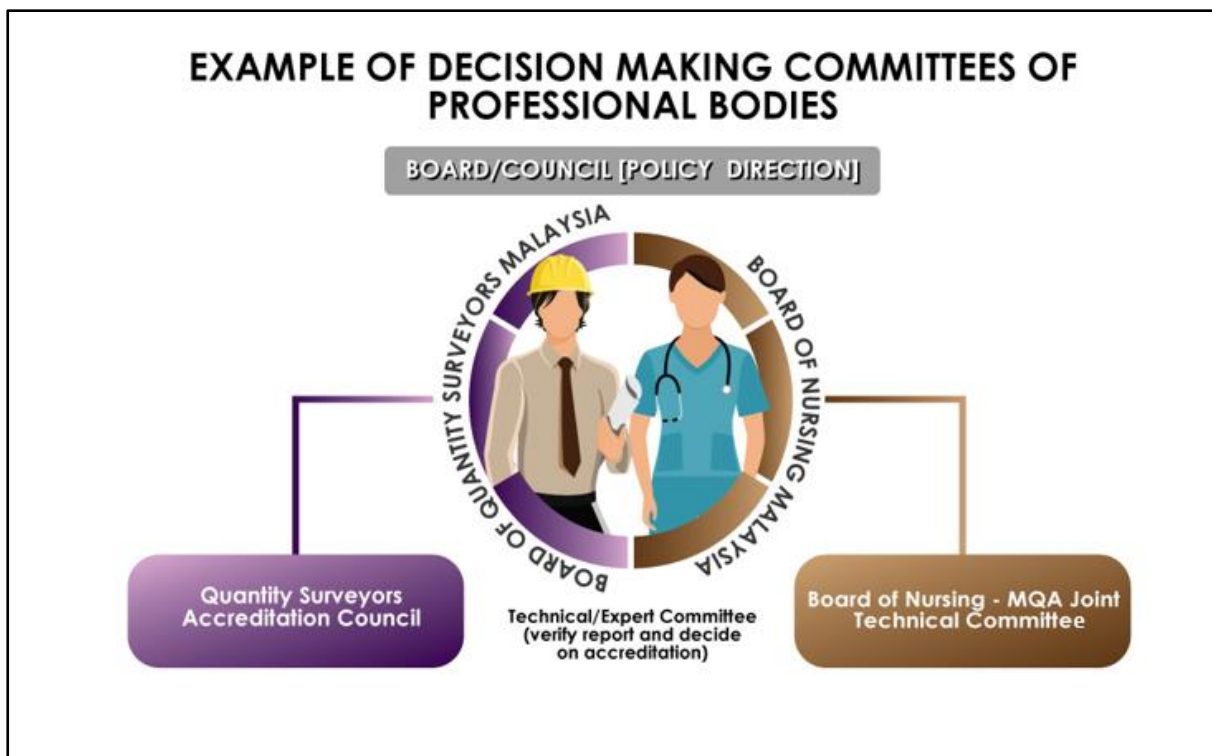 EXAMPLE OF DECISION MAKING COMMITTEES OF
PROFESSIONAL BODIES
BOARD/COUNCIL [POLICY DIRECTION]
BOARD OF QUANTITY SURVEYORS MALAYSIA
BOARD OF NURSING MALAYSIA
Quantity Surveyors
Accreditation Council
Technical/Expert Committee
(verify report and decide
on accreditation)
Board of Nursing - MQA Joint
Technical Committee